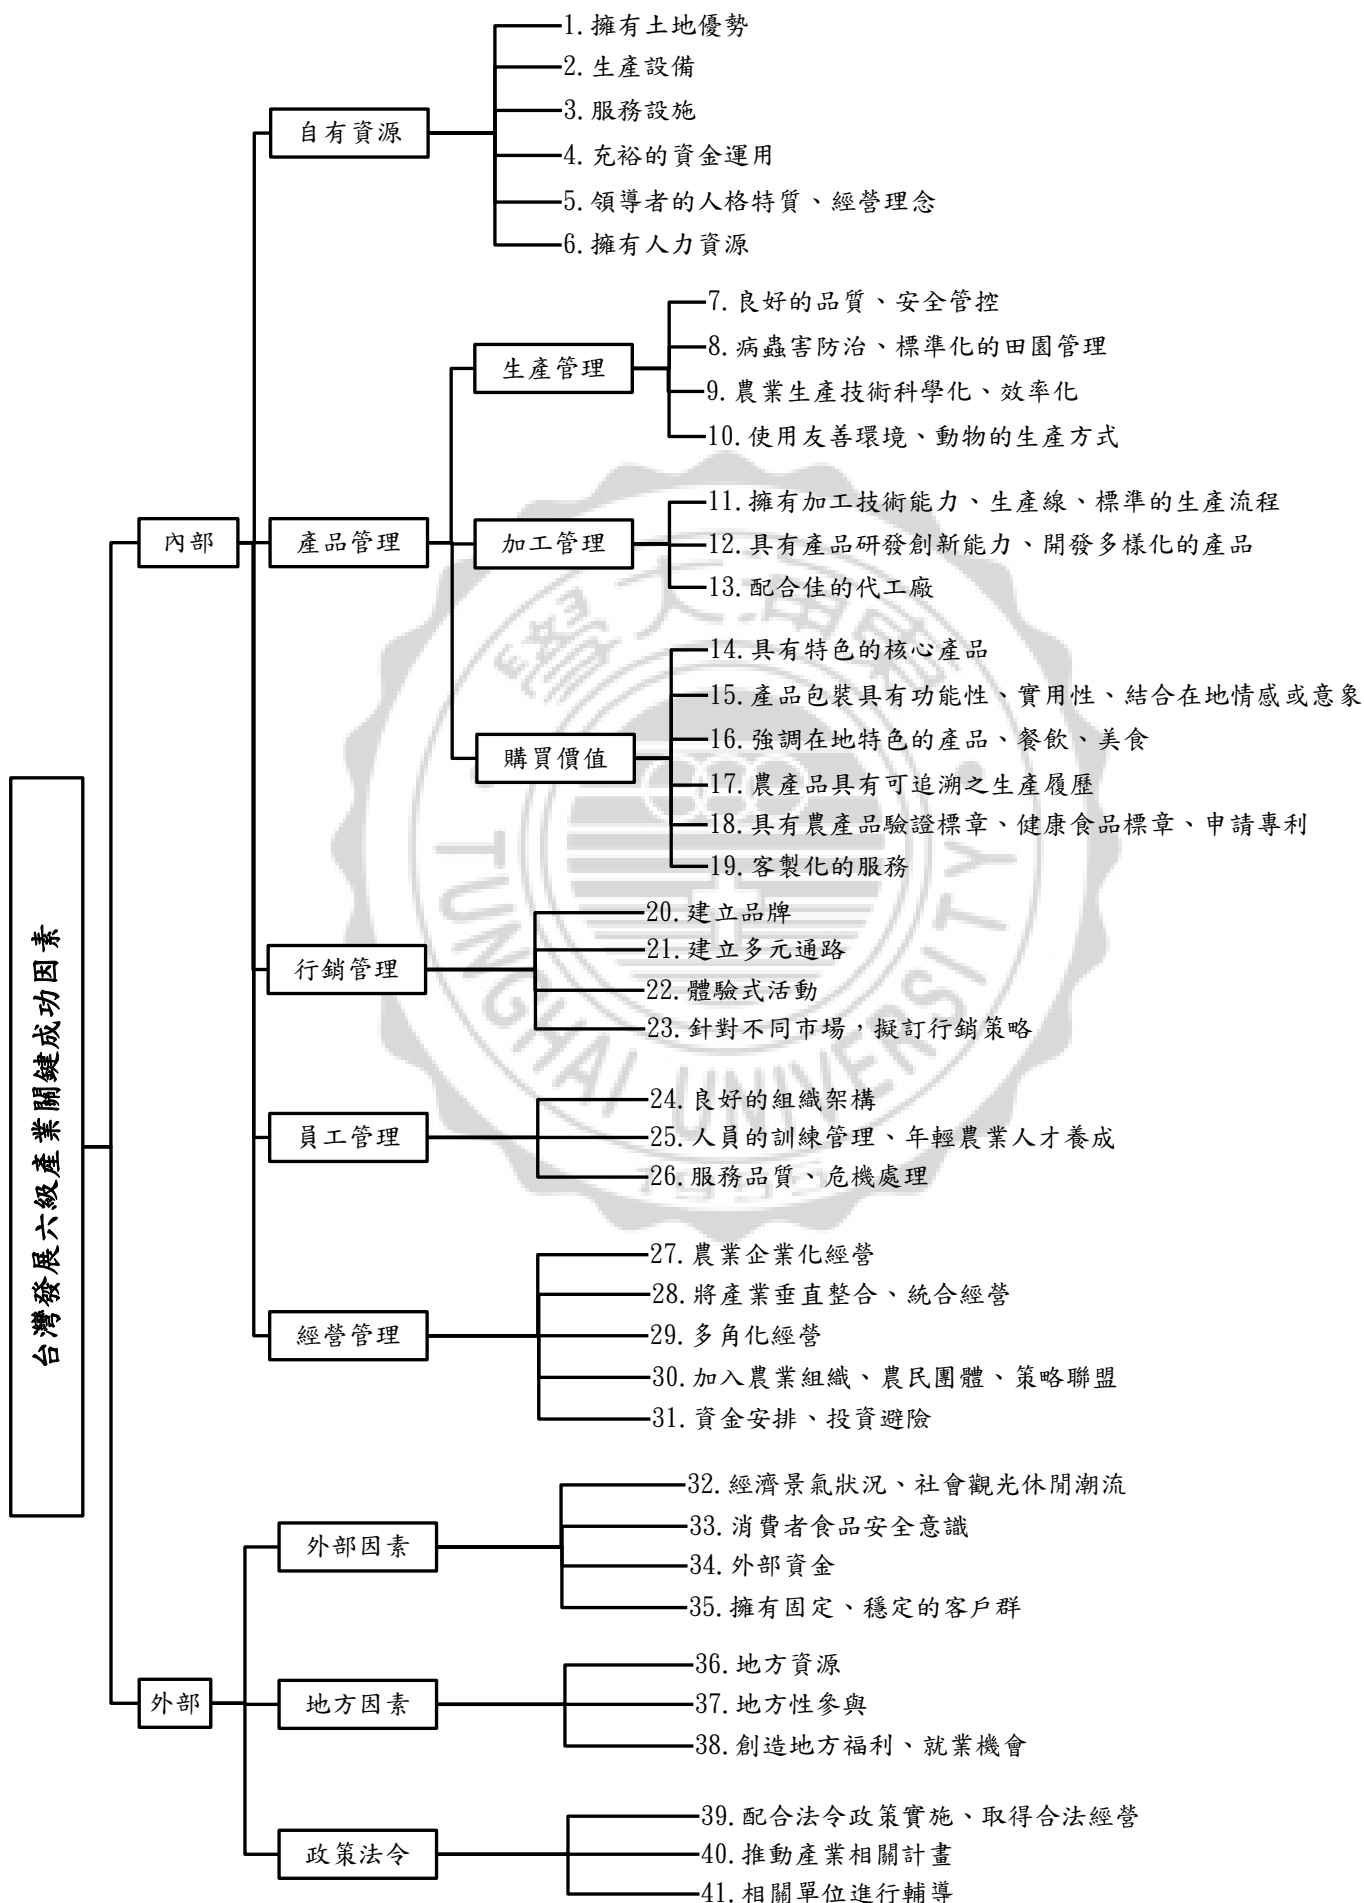 台灣發展六級產業關鍵成功因素
內部
自有資源
1.擁有土地優勢
2.生產設備
3.服務設施
4.充裕的資金運用
5.領導者的人格特質、經營理念
6.擁有人力資源
產品管理
生產管理
7.良好的品質、安全管控
8.病蟲害防治、標準化的田園管理
9.農業生產技術科學化、效率化
10.使用友善環境、動物的生產方式
加工管理
11.擁有加工技術能力、生產線、標準的生產流程
12.具有產品研發創新能力、開發多樣化的產品
13.配合佳的代工廠
購買價值
14.具有特色的核心產品
15.產品包裝具有功能性、實用性、結合在地情感或意象
16.強調在地特色的產品、餐飲、美食
17.農產品具有可追溯之生產履歷
18.具有農產品驗證標章、健康食品標章、申請專利
19.客製化的服務
行銷管理
20.建立品牌
21.建立多元通路
22.體驗式活動
23.針對不同市場，擬訂行銷策略
員工管理
24.良好的組織架構
25.人員的訓練管理、年輕農業人才養成
26.服務品質、危機處理
經營管理
27.農業企業化經營
28.將產業垂直整合、統合經營
29.多角化經營
30.加入農業組織、農民團體、策略聯盟
31.資金安排、投資避險
外部
外部因素
32.經濟景氣狀況、社會觀光休閒潮流
33.消費者食品安全意識
34.外部資金
35.擁有固定、穩定的客戶群
地方因素
36.地方資源
37.地方性參與
38.創造地方福利、就業機會
政策法令
39.配合法令政策實施、取得合法經營
40.推動產業相關計畫
41.相關單位進行輔導
學大海東
TUNGHAI UNIVERSITY
1955